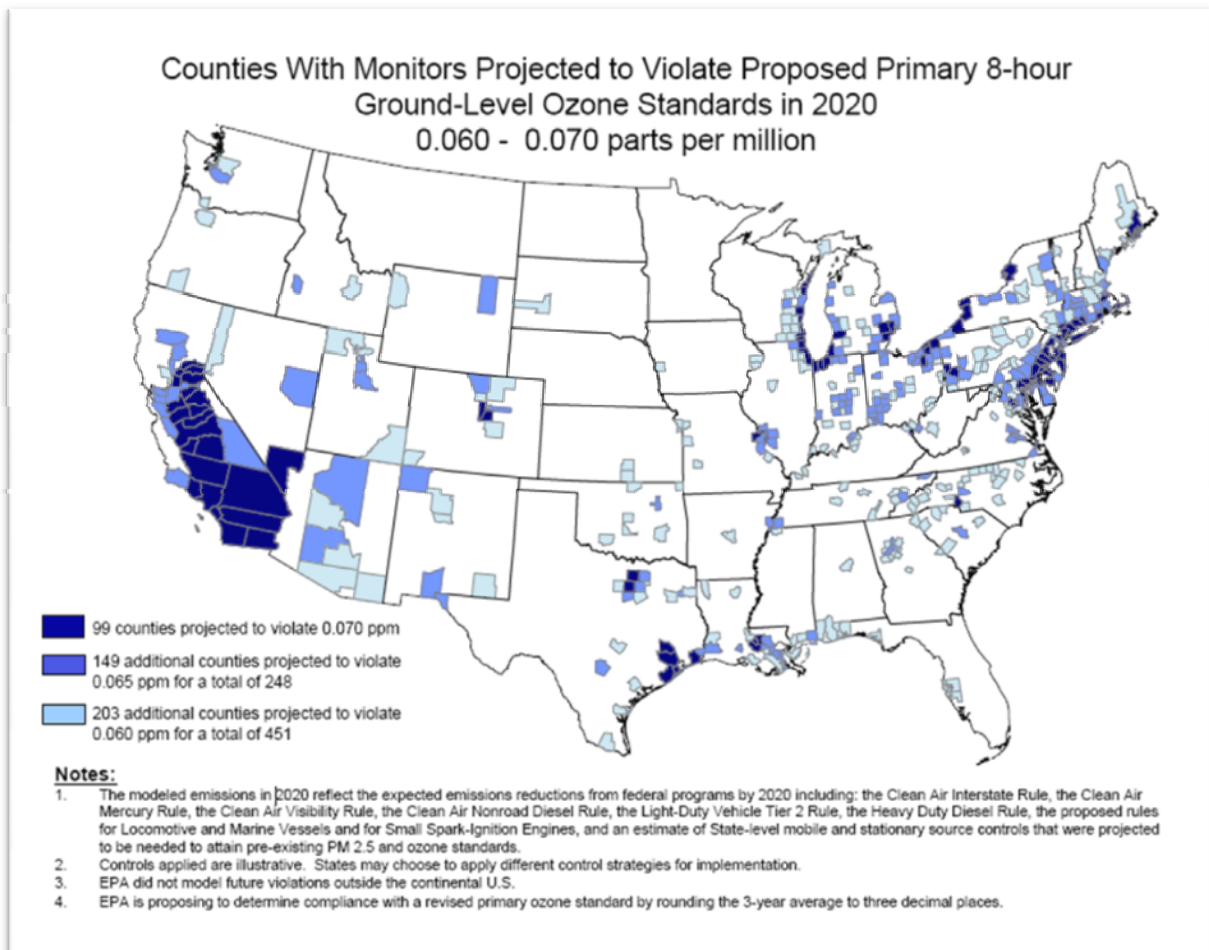 Counties With Monitors Projected to Violate Proposed Primary 8-hour
Ground-Level Ozone Standards in 2020
0.060 - 0.070 parts per million
99 counties projected to violate 0.070 ppm
149 additional counties projected to violate
0.065 ppm for a total of 248
203 additional counties projected to violate
0.060 ppm for a total of 451
Notes:
1. The modeled emissions in 2020 reflect the expected emissions reductions from federal programs by 2020 including: the Clean Air Interstate Rule, the Clean Air
Mercury Rule, the Clean Air Visibility Rule, the Clean Air Nonroad Diesel Rule, the Light-Duty Vehicle Tier 2 Rule, the Heavy Duty Diesel Rule, the proposed rules
for Locomotive and Marine Vessels and for Small Spark-Ignition Engines, and an estimate of State-level mobile and stationary source controls that were projected
to be needed to attain pre-existing PM 2.5 and ozone standards.
2. Controls applied are illustrative. States may choose to apply different control strategies for implementation.
3. EPA did not model future violations outside the continental U.S.
4. EPA is proposing to determine compliance with a revised primary ozone standard by rounding the 3-year average to three decimal places.